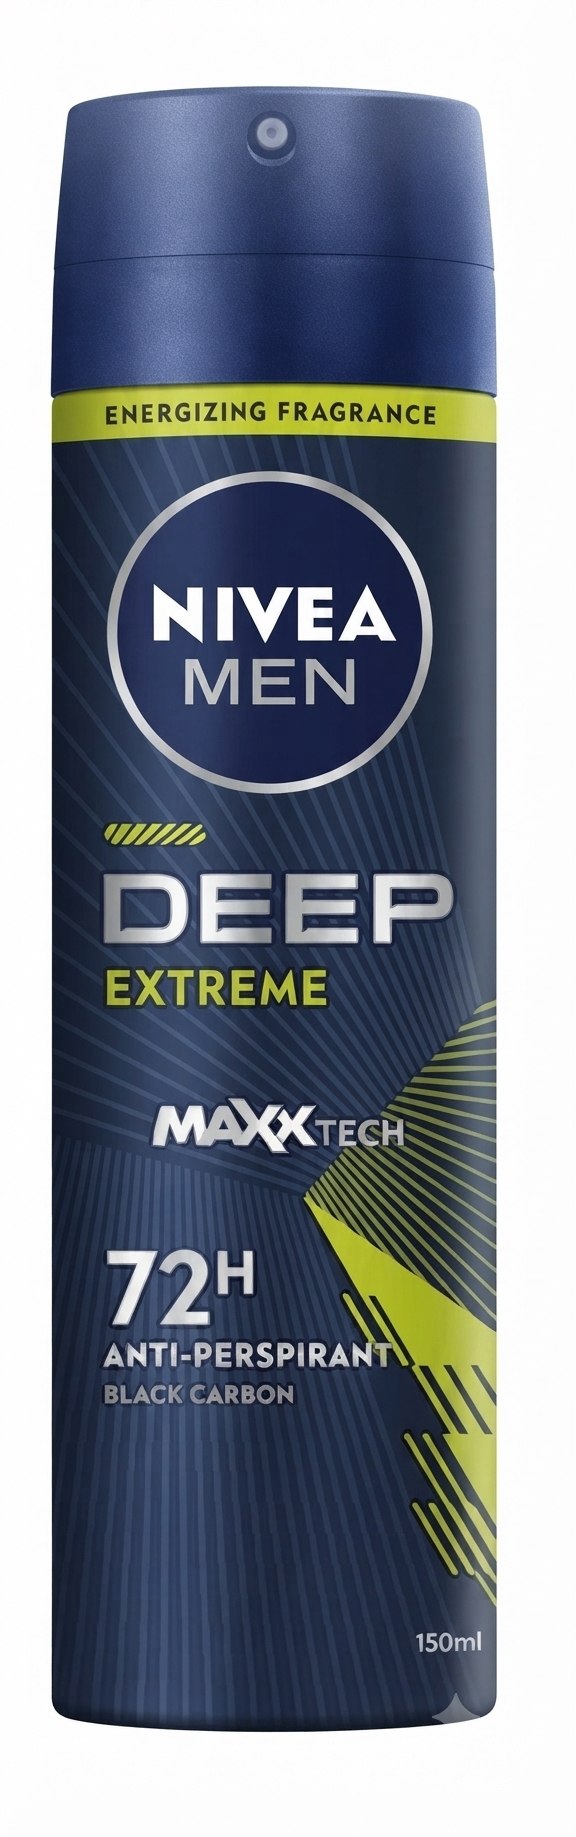 ENERGIZING FRAGRANCE
NIVEA
MEN
DEEP
EXTREME
MAXXTECH
72H
ANTI-PERSPIRANT
BLACK CARBON
150ml